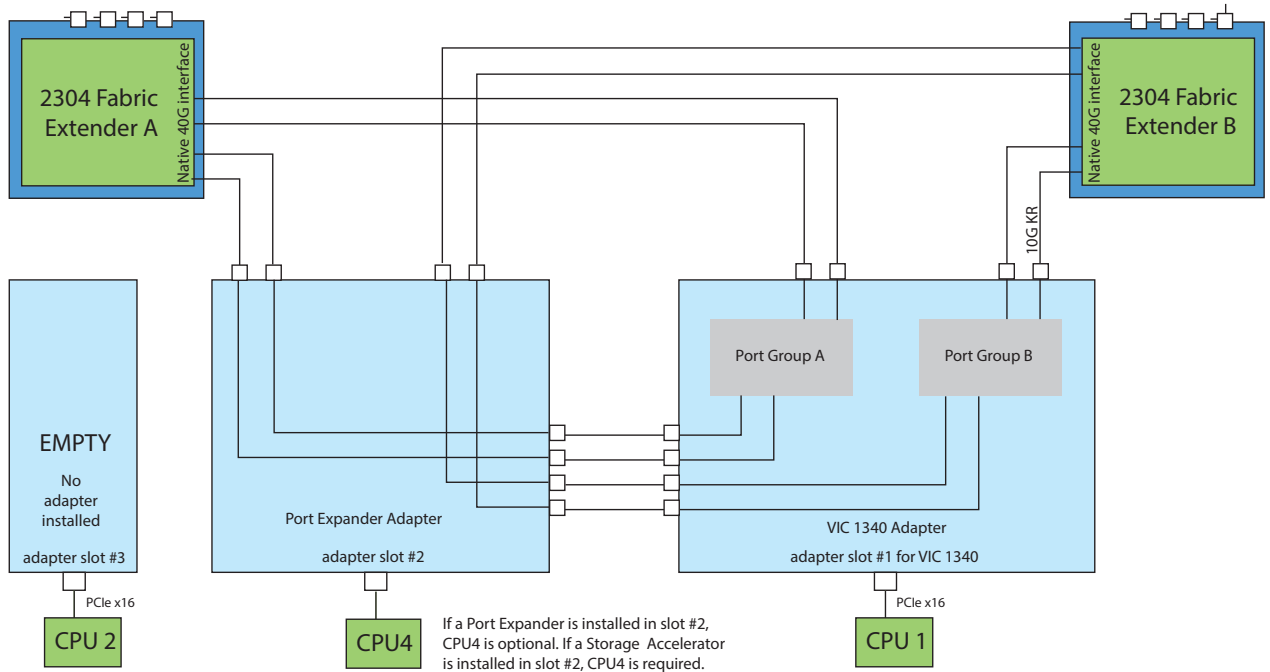 2304 Fabric
Extender A
Native 40G interface
Native 40G interface
2304 Fabric
Extender B
10G KR
Port Group A
Port Group B
EMPTY
No
adapter
installed
adapter slot #3
Port Expander Adapter
adapter slot #2
VIC 1340 Adapter
adapter slot #1 for VIC 1340
PCIe x16
PCIe x16
CPU 2
CPU4
If a Port Expander is installed in slot #2,
CPU4 is optional. If a Storage Accelerator
is installed in slot #2, CPU4 is required.
CPU 1